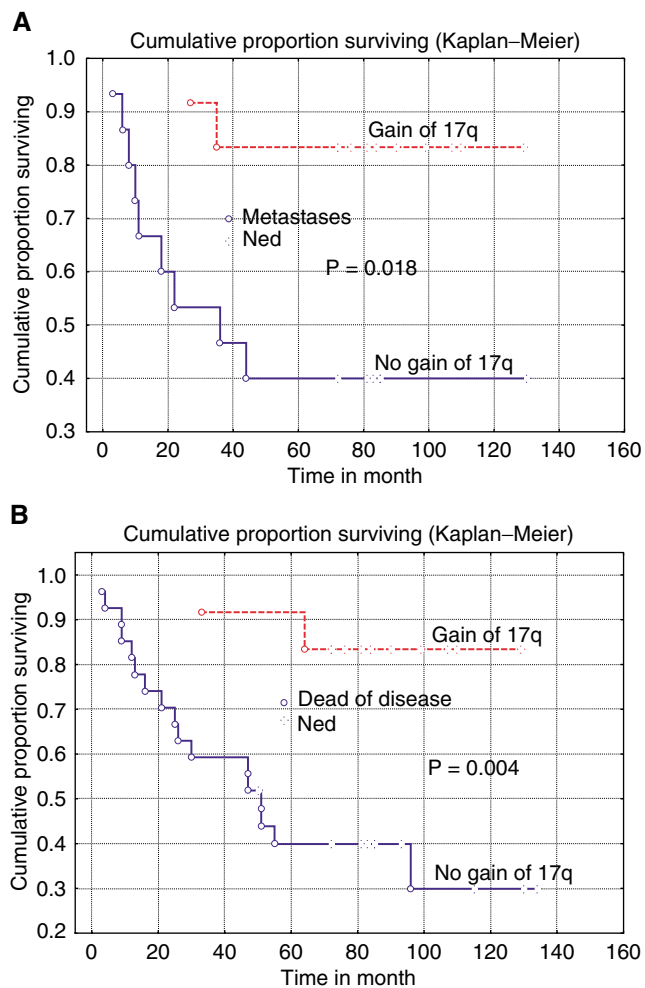 A
Cumulative proportion surviving (Kaplan–Meier)
Cumulative proportion surviving
1.0
0.9
0.8
0.7
0.6
0.5
0.4
0.3
Gain of 17q
Metastases
Ned
P = 0.018
No gain of 17q
0 20 40 60 80 100 120 140 160
Time in month
B
Cumulative proportion surviving (Kaplan–Meier)
Cumulative proportion surviving
1.0
0.9
0.8
0.7
0.6
0.5
0.4
0.3
0.2
Gain of 17q
Dead of disease
Ned
P = 0.004
No gain of 17q
0 20 40 60 80 100 120 140 160
Time in month